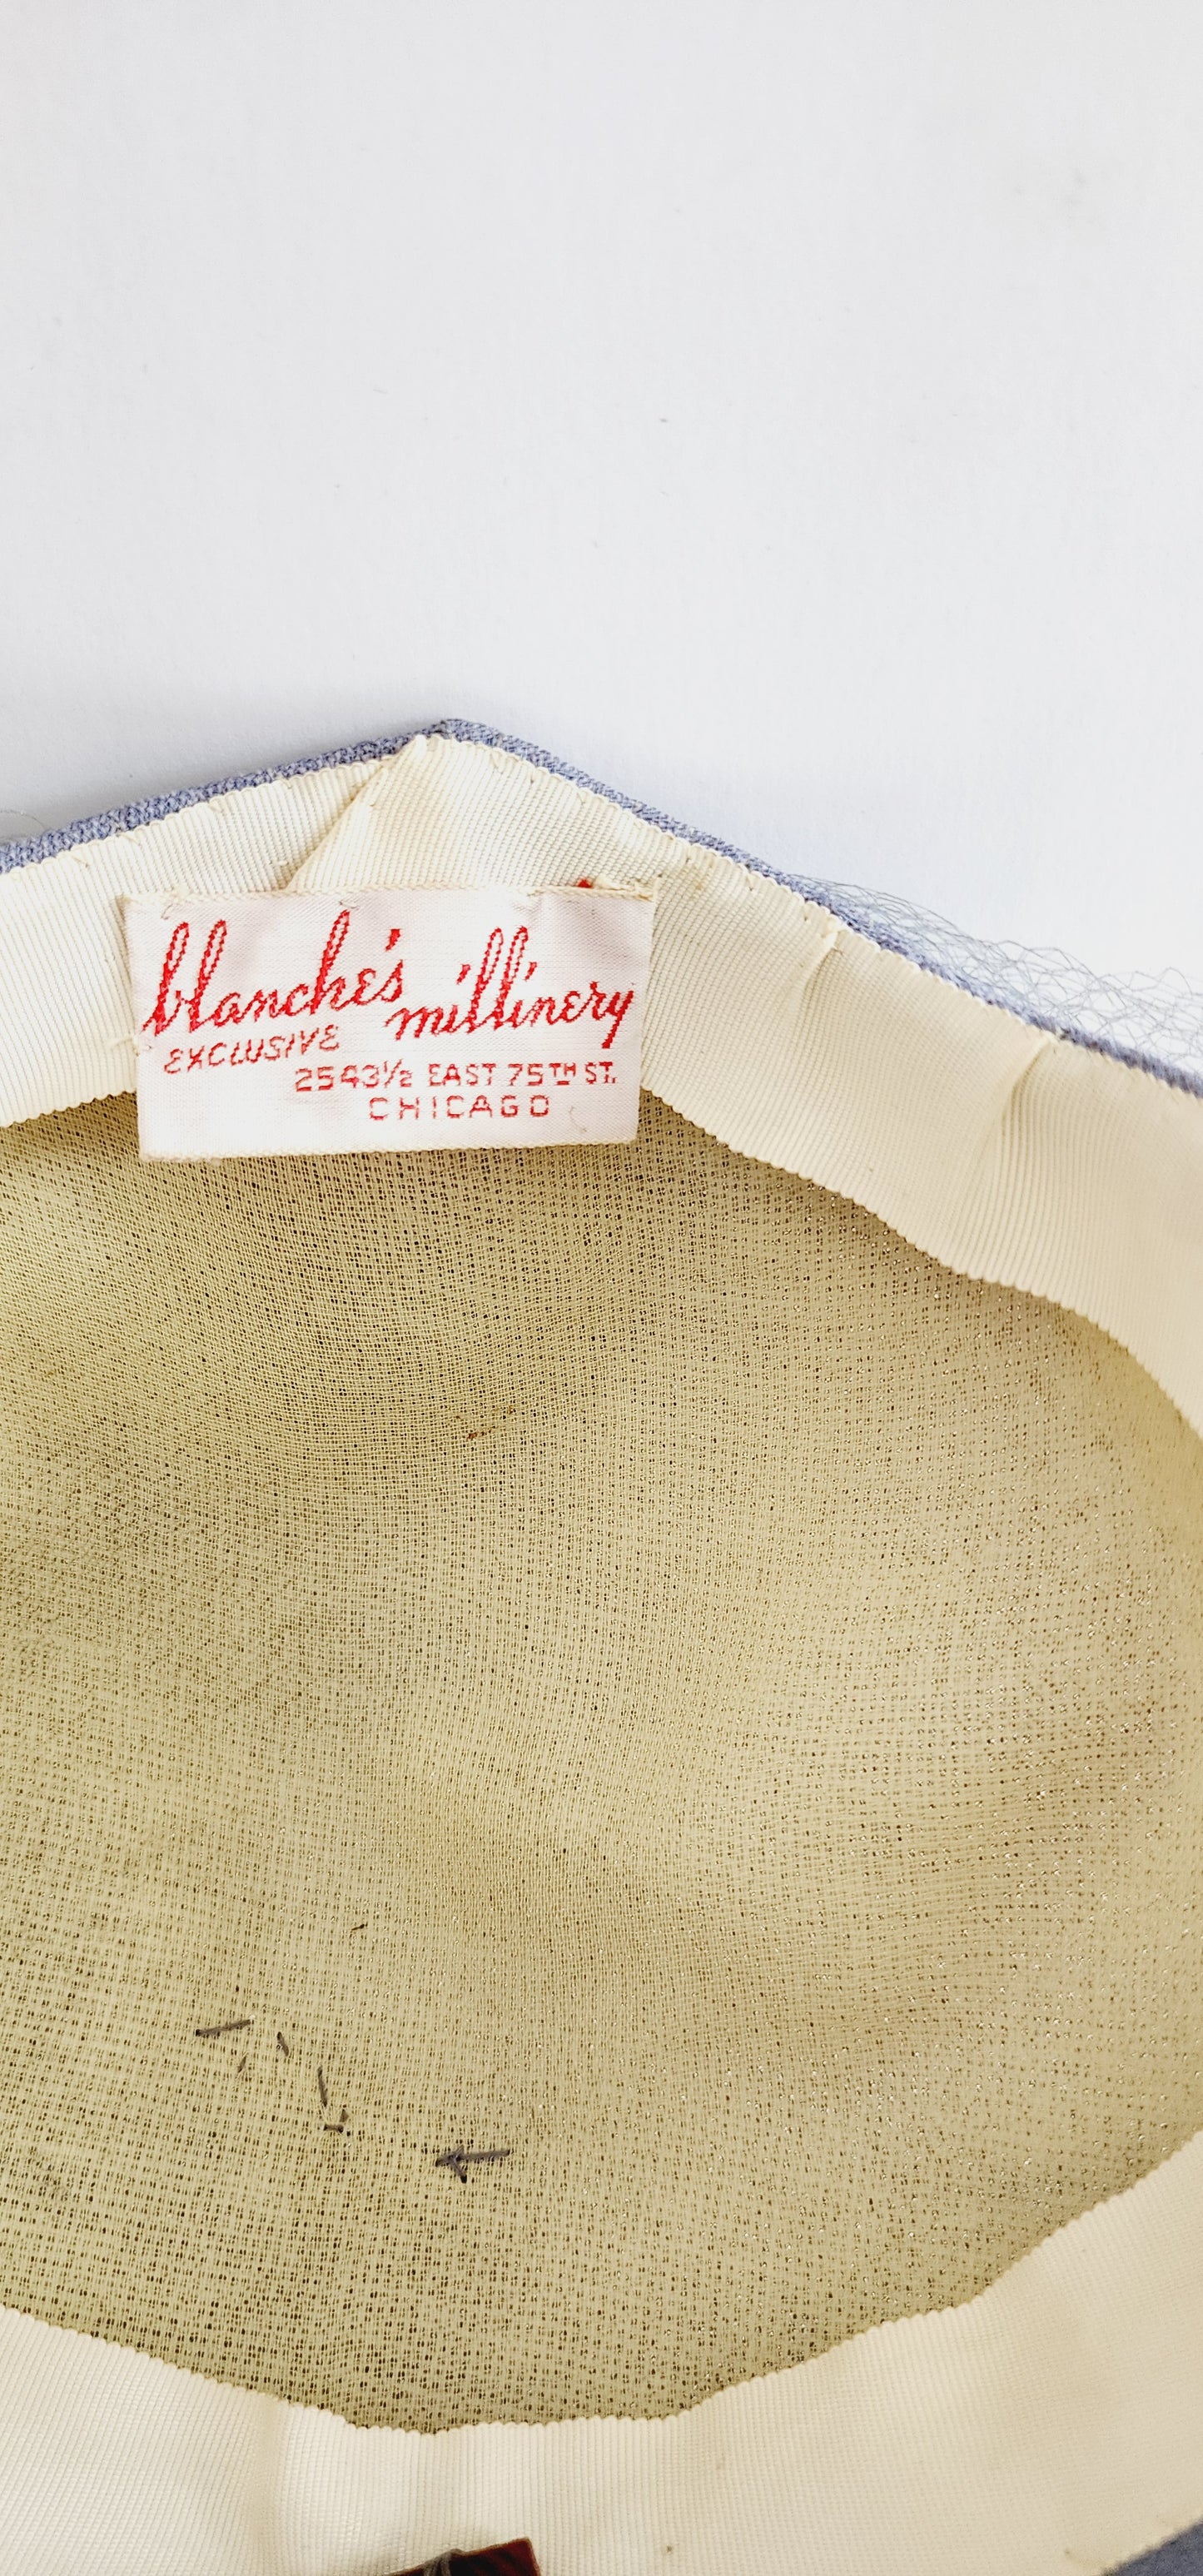 blanche's millinery
EXCLUSIVE
2543½ EAST 75TH ST.
CHICAGO